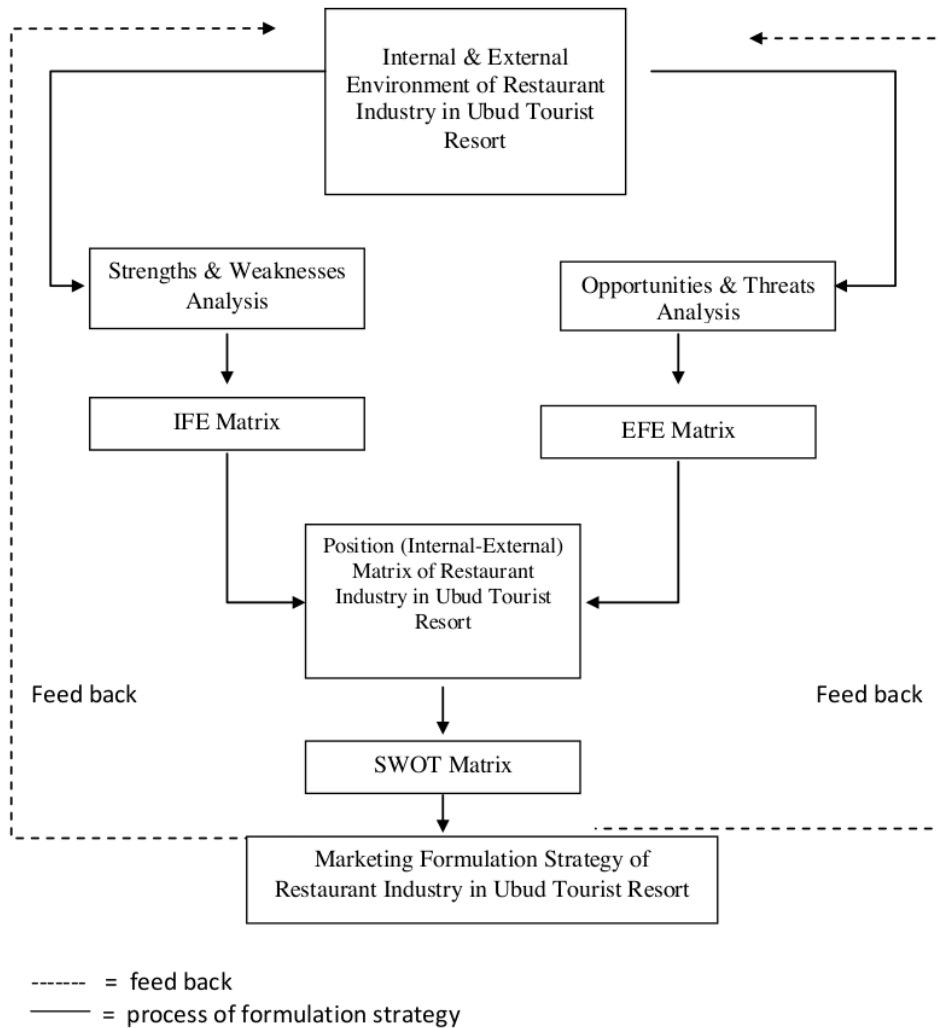 Internal & External
Environment of Restaurant
Industry in Ubud Tourist
Resort
Strengths & Weaknesses
Analysis
Opportunities & Threats
Analysis
IFE Matrix
EFE Matrix
Position (Internal-External)
Matrix of Restaurant
Industry in Ubud Tourist
Resort
Feed back
Feed back
SWOT Matrix
Marketing Formulation Strategy of
Restaurant Industry in Ubud Tourist Resort
------- = feed back
——— = process of formulation strategy